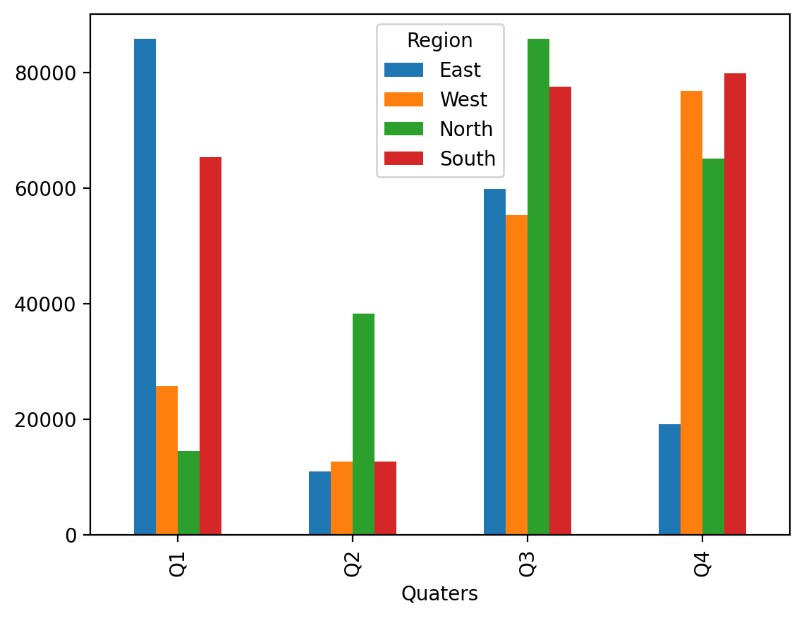 Region
East
West
North
South
80000
60000
40000
20000
0
Q1
Q2
Q3
Q4
Quaters